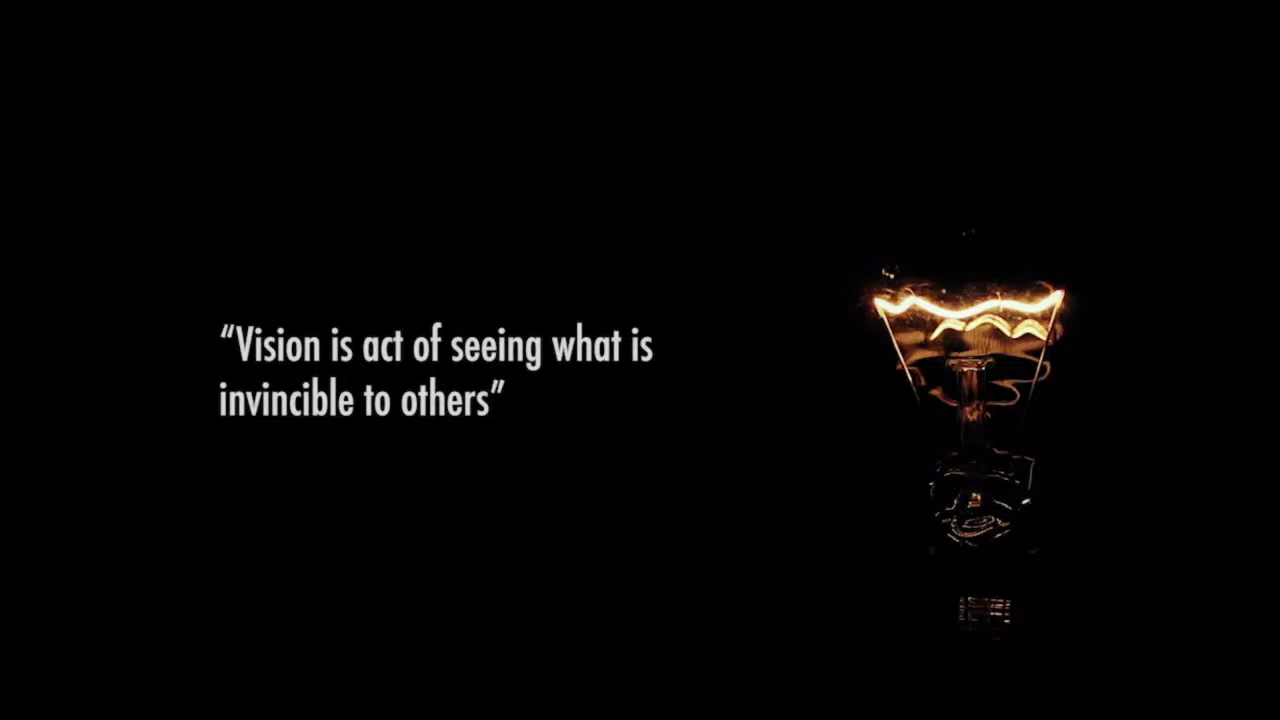 “Vision is act of seeing what is
invincible to others”